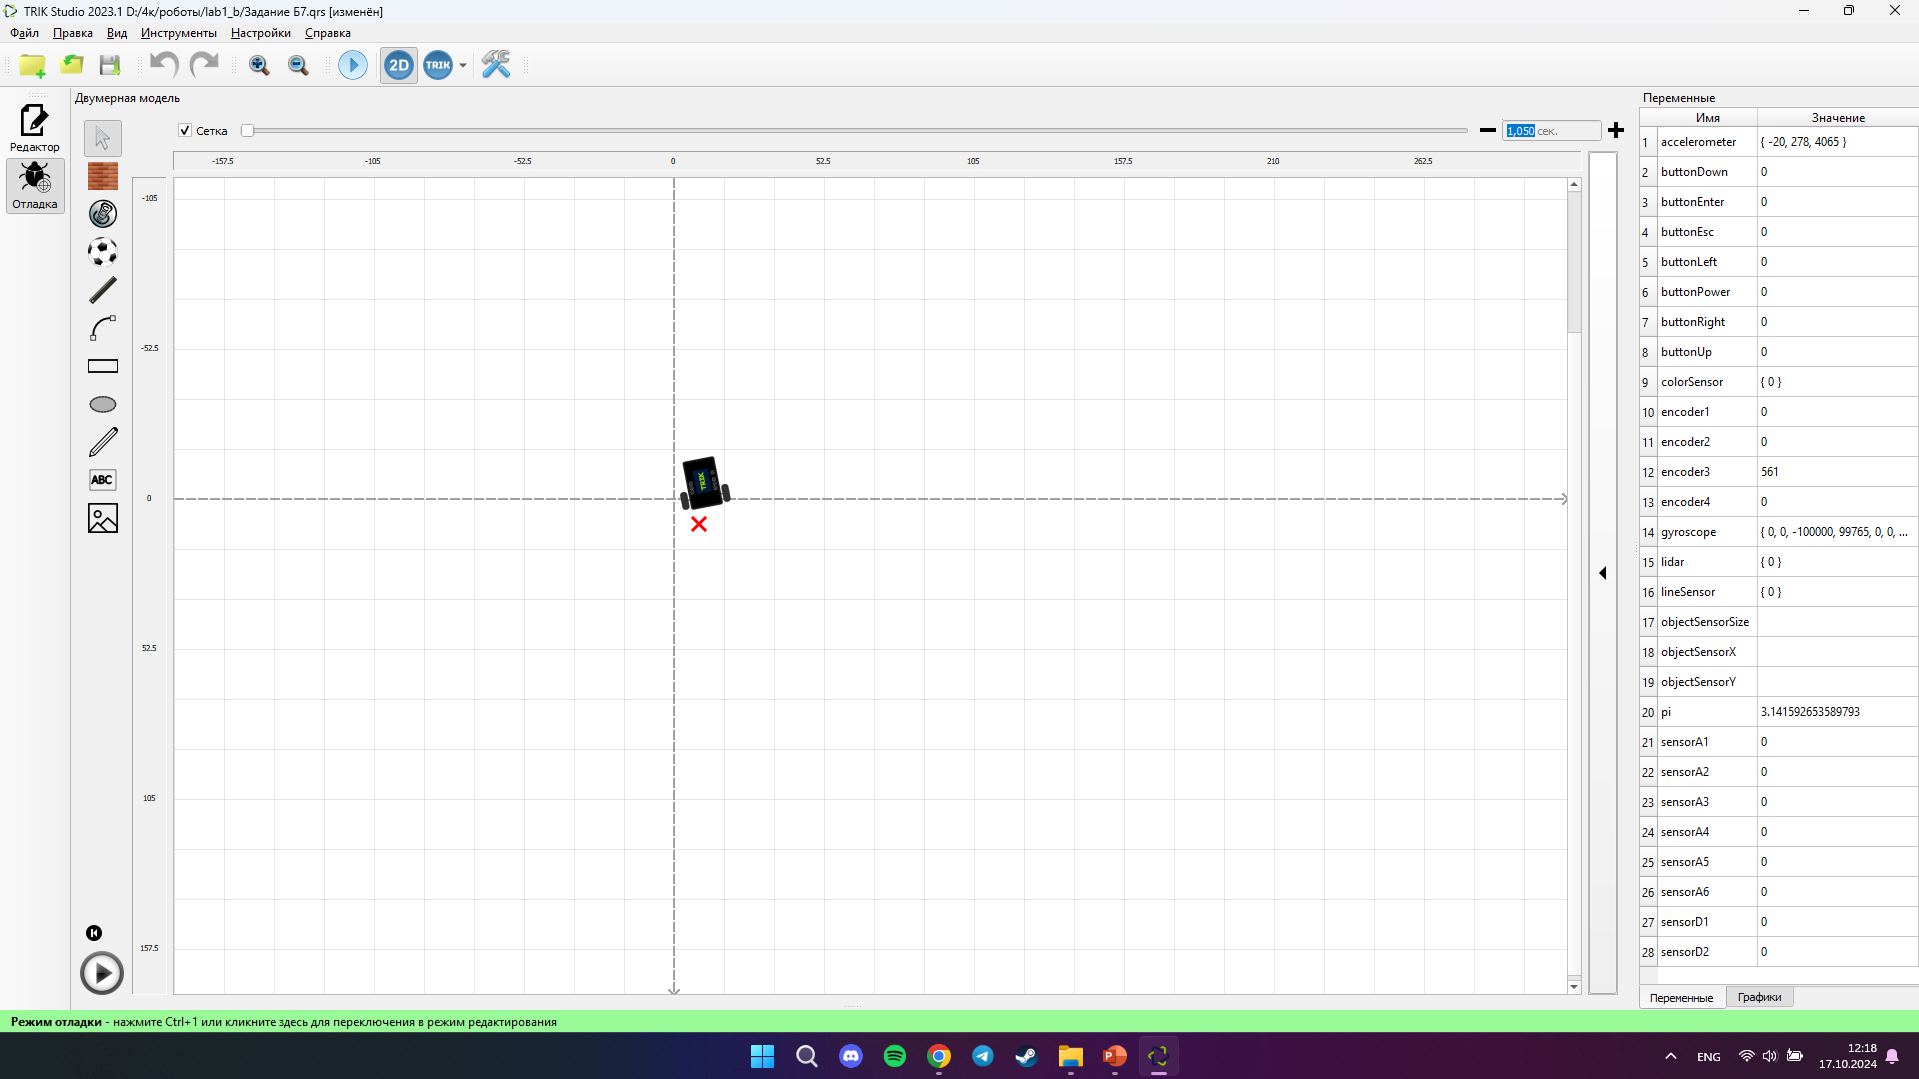 TRIK Studio 2023.1 D:/4к/роботы/lab1_b/Задание Б7.qrs [изменён]
Файл Правка Вид Инструменты Настройки Справка
2D TRIK
Двумерная модель
Переменные
Редактор
Отладка
Сетка
1,050 сек.
-157.5 -105 -52.5 0 52.5 105 157.5 210 262.5
-105
-52.5
0
52.5
105
157.5
TRIK
ABC
Имя Значение
1 accelerometer { -20, 278, 4065 }
2 buttonDown 0
3 buttonEnter 0
4 buttonEsc 0
5 buttonLeft 0
6 buttonPower 0
7 buttonRight 0
8 buttonUp 0
9 colorSensor { 0 }
10 encoder1 0
11 encoder2 0
12 encoder3 561
13 encoder4 0
14 gyroscope { 0, 0, -100000, 99765, 0, 0, ...
15 lidar { 0 }
16 lineSensor { 0 }
17 objectSensorSize
18 objectSensorX
19 objectSensorY
20 pi 3.141592653589793
21 sensorA1 0
22 sensorA2 0
23 sensorA3 0
24 sensorA4 0
25 sensorA5 0
26 sensorA6 0
27 sensorD1 0
28 sensorD2 0
Переменные Графики
Режим отладки - нажмите Ctrl+1 или кликните здесь для переключения в режим редактирования
ENG
12:18
17.10.2024